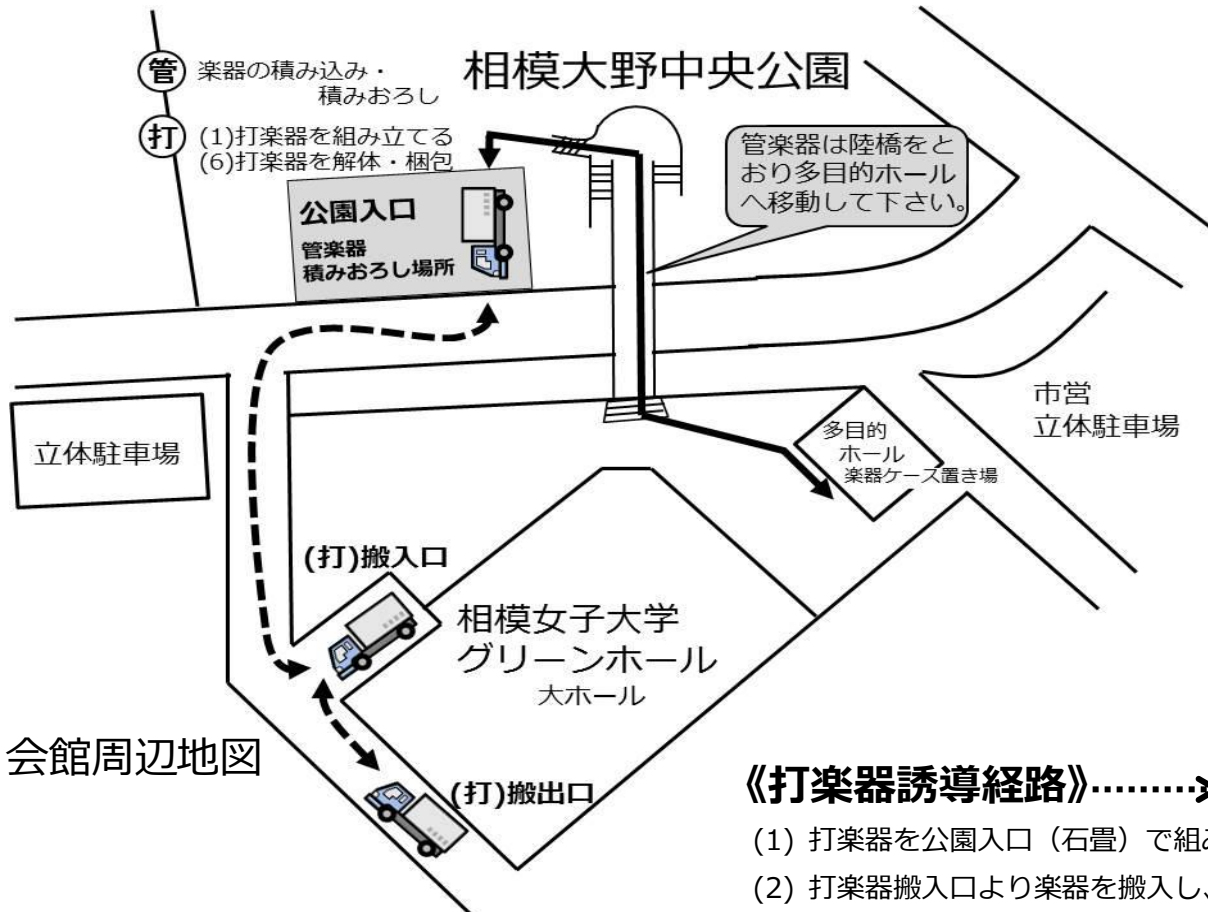 管 楽器の積み込み・
積みおろし
打 (1)打楽器を組み立てる
(6)打楽器を解体・梱包
相模大野中央公園
管楽器は陸橋をと
おり多目的ホール
へ移動して下さい。
公園入口
管楽器
積みおろし場所
立体駐車場
市営
立体駐車場
多目的
ホール
楽器ケース置き場
(打)搬入口
相模女子大学
グリーンホール
大ホール
会館周辺地図
(打)搬出口
《打楽器誘導経路》………
(1) 打楽器を公園入口（石畳）で組
(2) 打楽器搬入口より楽器を搬入し、